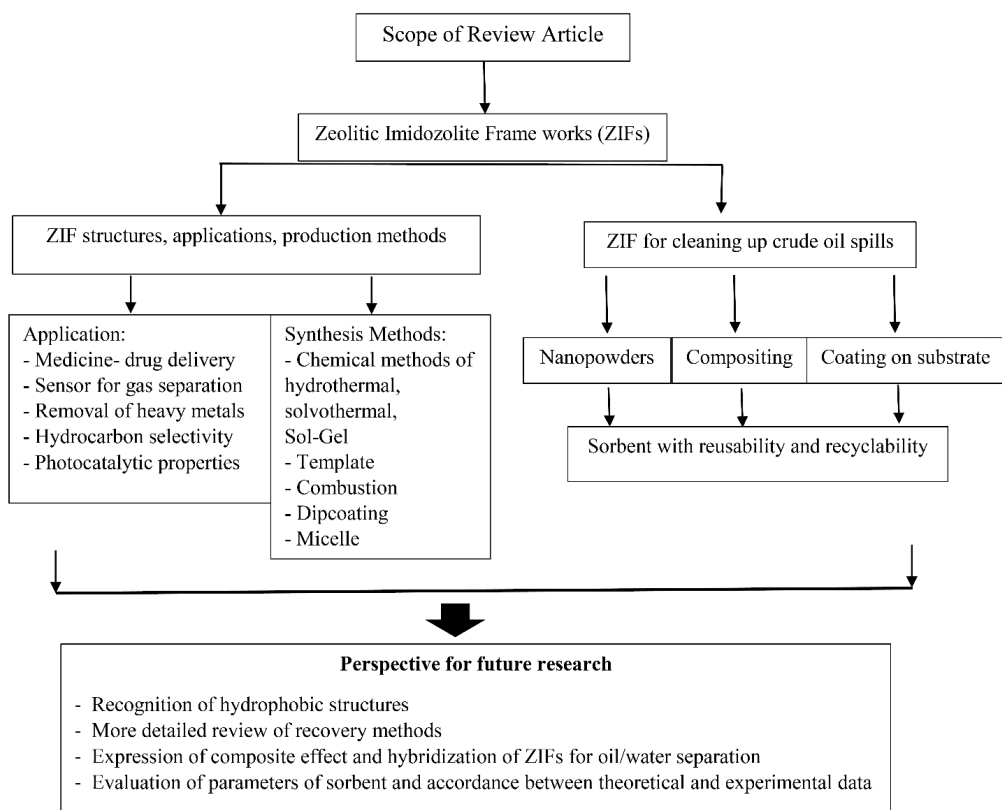 Scope of Review Article
Zeolitic Imidozolite Frame works (ZIFs)
ZIF structures, applications, production methods
ZIF for cleaning up crude oil spills
Application:
- Medicine- drug delivery
- Sensor for gas separation
- Removal of heavy metals
- Hydrocarbon selectivity
- Photocatalytic properties
Synthesis Methods:
- Chemical methods of
hydrothermal,
solvothermal,
Sol-Gel
- Template
- Combustion
- Dipcoating
- Micelle
Nanopowders
Compositing
Coating on substrate
Sorbent with reusability and recyclability
Perspective for future research
- Recognition of hydrophobic structures
- More detailed review of recovery methods
- Expression of composite effect and hybridization of ZIFs for oil/water separation
- Evaluation of parameters of sorbent and accordance between theoretical and experimental data